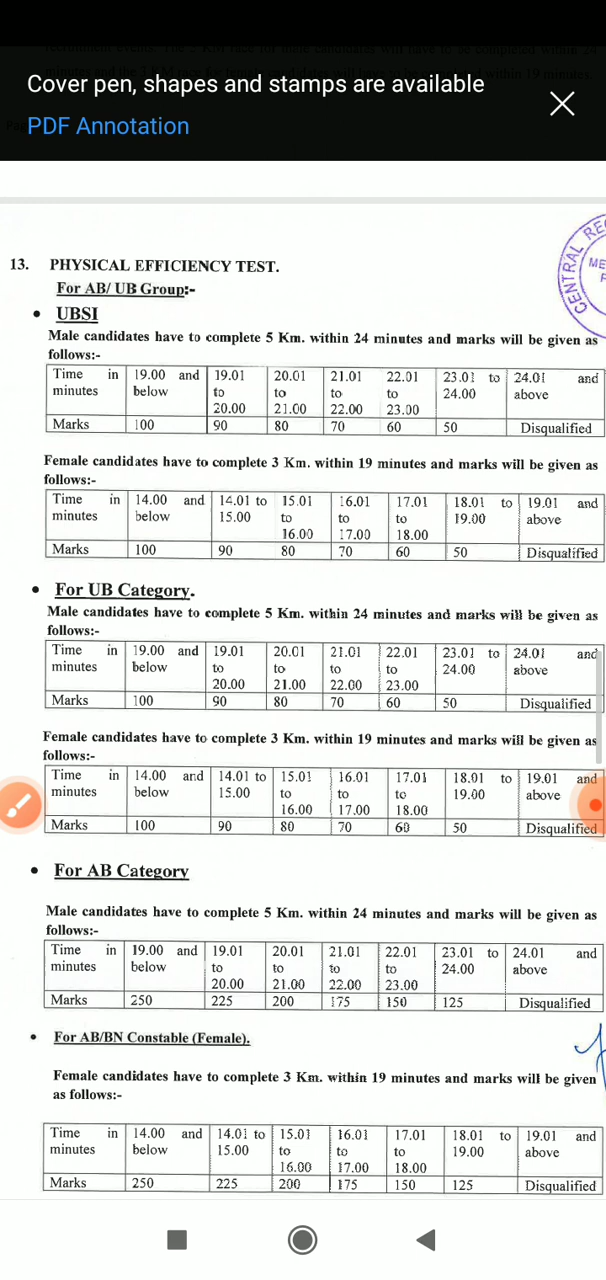 Cover pen, shapes and stamps are available
PDF Annotation
13. PHYSICAL EFFICIENCY TEST.
For AB/ UB Group:-
• UBSI
Male candidates have to complete 5 Km. within 24 minutes and marks will be given as
follows:-
Time in minutes | 19.00 and below | 19.01 to 20.00 | 20.01 to 21.00 | 21.01 to 22.00 | 22.01 to 23.00 | 23.01 to 24.00 | 24.01 and above
Marks | 100 | 90 | 80 | 70 | 60 | 50 | Disqualified
Female candidates have to complete 3 Km. within 19 minutes and marks will be given as
follows:-
Time in minutes | 14.00 and below | 14.01 to 15.00 | 15.01 to 16.00 | 16.01 to 17.00 | 17.01 to 18.00 | 18.01 to 19.00 | 19.01 and above
Marks | 100 | 90 | 80 | 70 | 60 | 50 | Disqualified
• For UB Category.
Male candidates have to complete 5 Km. within 24 minutes and marks will be given as
follows:-
Time in minutes | 19.00 and below | 19.01 to 20.00 | 20.01 to 21.00 | 21.01 to 22.00 | 22.01 to 23.00 | 23.01 to 24.00 | 24.01 and above
Marks | 100 | 90 | 80 | 70 | 60 | 50 | Disqualified
Female candidates have to complete 3 Km. within 19 minutes and marks will be given as
follows:-
Time in minutes | 14.00 and below | 14.01 to 15.00 | 15.01 to 16.00 | 16.01 to 17.00 | 17.01 to 18.00 | 18.01 to 19.00 | 19.01 and above
Marks | 100 | 90 | 80 | 70 | 60 | 50 | Disqualified
• For AB Category
Male candidates have to complete 5 Km. within 24 minutes and marks will be given as
follows:-
Time in minutes | 19.00 and below | 19.01 to 20.00 | 20.01 to 21.00 | 21.01 to 22.00 | 22.01 to 23.00 | 23.01 to 24.00 | 24.01 and above
Marks | 250 | 225 | 200 | 175 | 150 | 125 | Disqualified
• For AB/BN Constable (Female).
Female candidates have to complete 3 Km. within 19 minutes and marks will be given
as follows:-
Time in minutes | 14.00 and below | 14.01 to 15.00 | 15.01 to 16.00 | 16.01 to 17.00 | 17.01 to 18.00 | 18.01 to 19.00 | 19.01 and above
Marks | 250 | 225 | 200 | 175 | 150 | 125 | Disqualified
CENTRAL